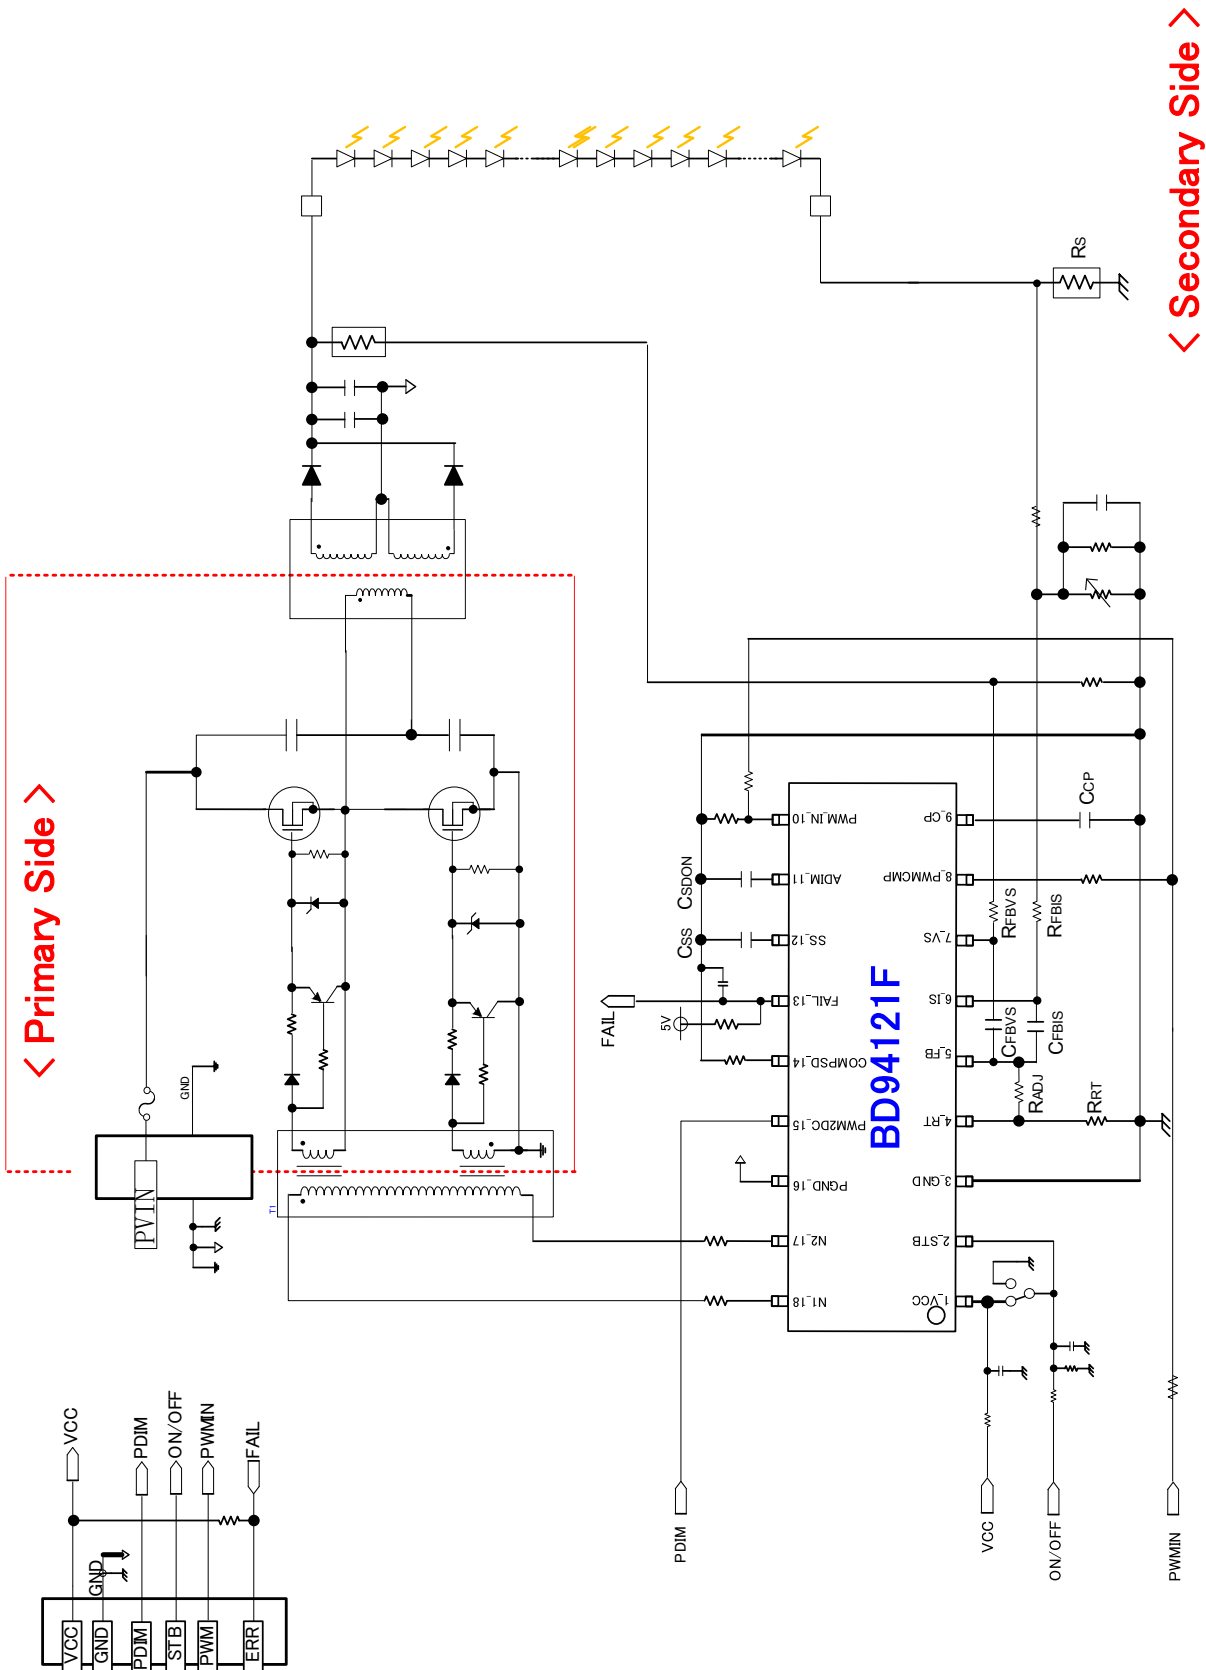 < Primary Side >
< Secondary Side >
RS
GND
PVIN
T1
PWM_IN_10
ADIM_11
SS_12
FAIL_13
COMPSD_14
PWM2DC_15
PGND_16
N2_17
N1_18
9_CP
8_PWMCMP
7_VS
6_IS
5_FB
4_RT
3_GND
2_STB
1_VCC
BD94121F
CSDON
CSS
FAIL
5V
CCP
RFBVS
RFBIS
CFBVS
CFBIS
RADJ
RRT
PDIM
VCC
ON/OFF
PWMIN
VCC
PDIM
ON/OFF
PWMIN
FAIL
GND
VCC
GND
PDIM
STB
PWM
ERR